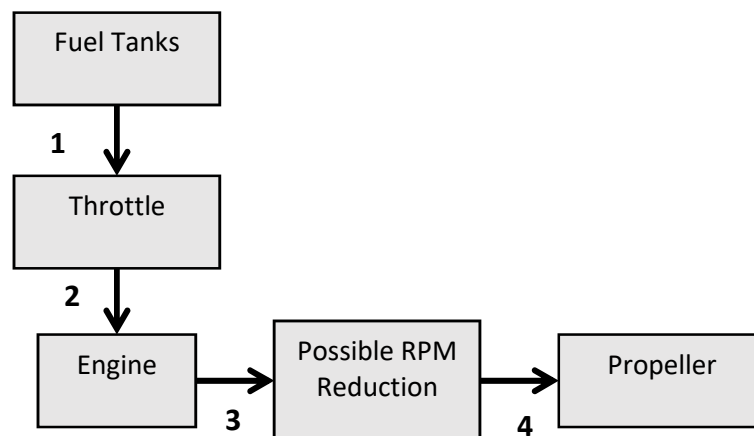 Fuel Tanks
1
Throttle
2
Engine
3
Possible RPM
Reduction
4
Propeller